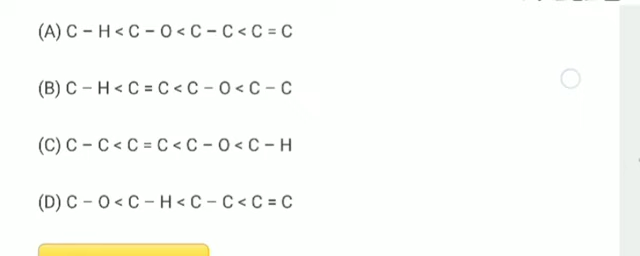 (A) C – H < C – O < C – C < C = C
(B) C – H < C = C < C – O < C – C
(C) C – C < C = C < C – O < C – H
(D) C – O < C – H < C – C < C = C